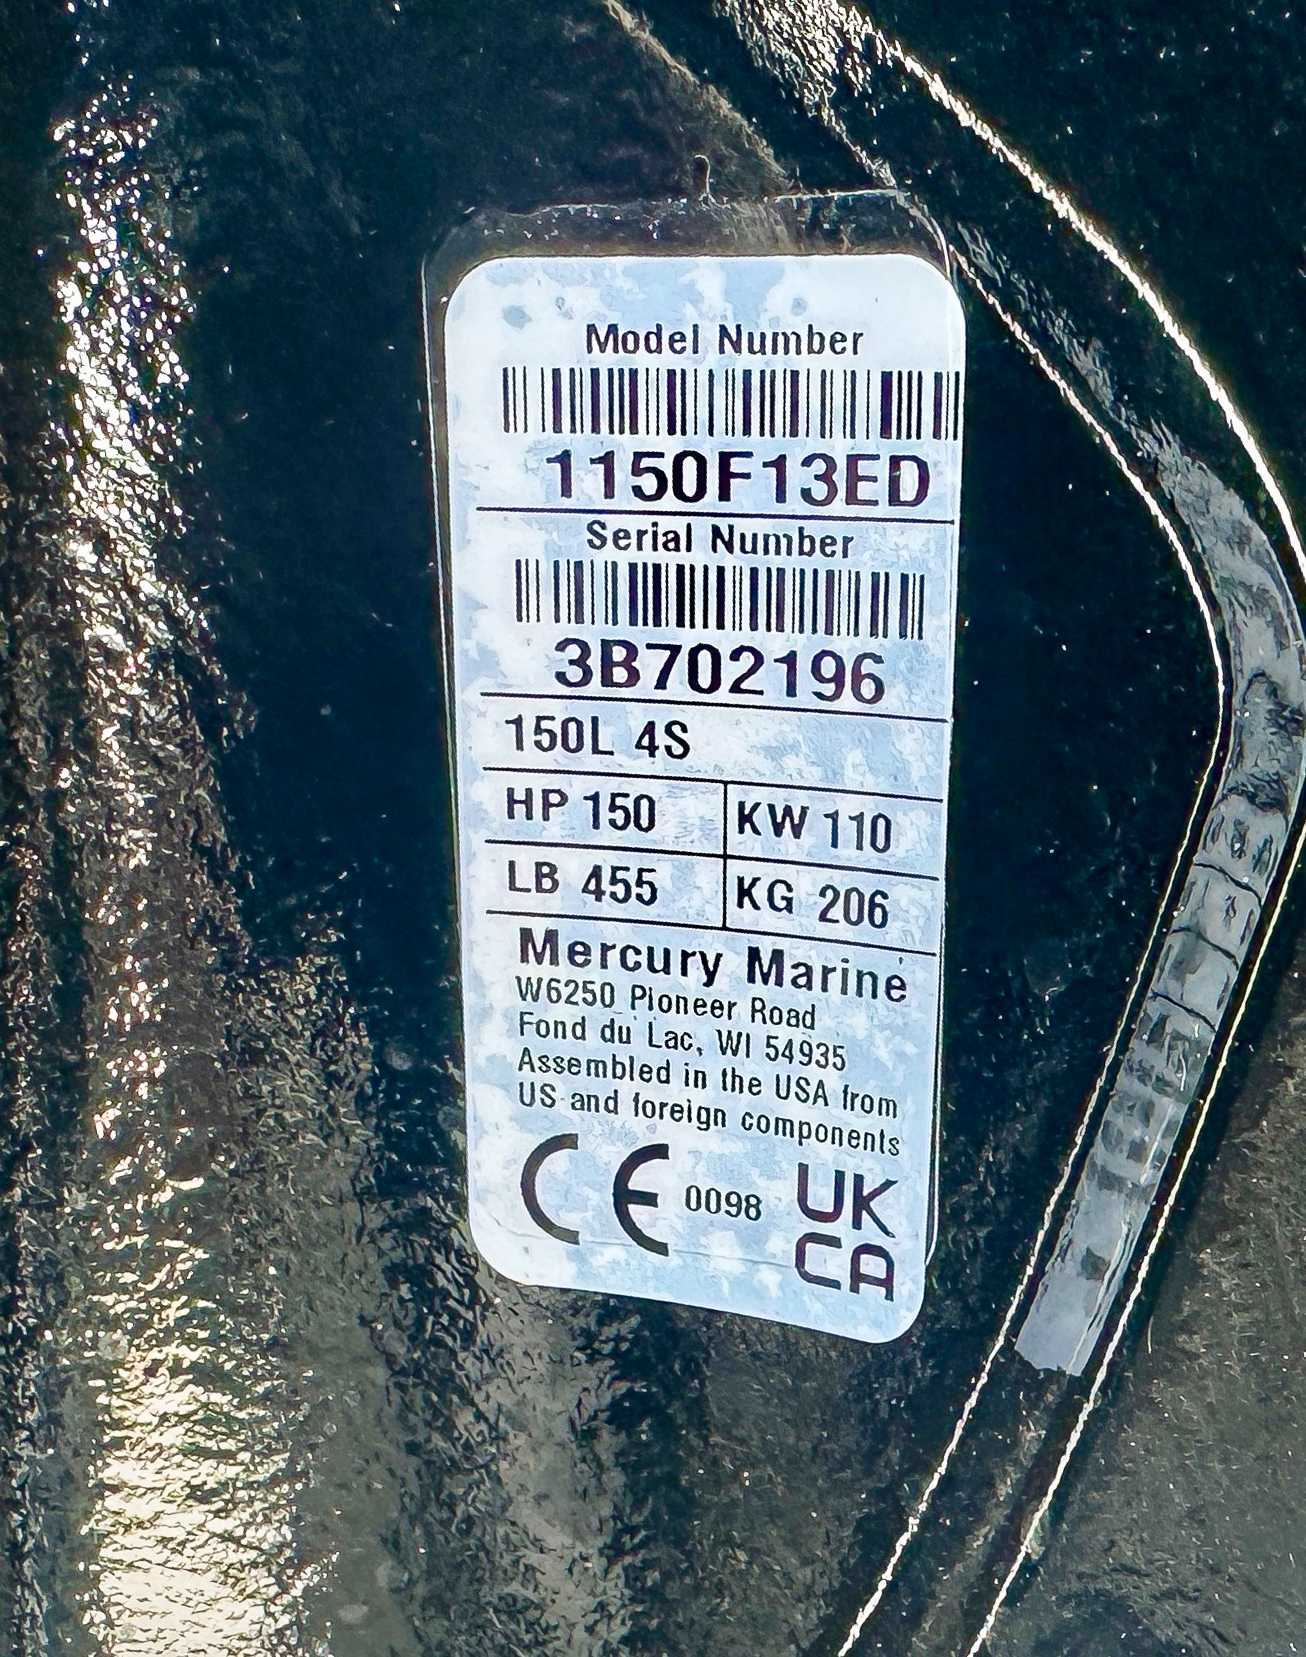 Model Number
1150F13ED
Serial Number
3B702196
150L 4S
HP 150 KW 110
LB 455 KG 206
Mercury Marine
W6250 Pioneer Road
Fond du Lac, WI 54935
Assembled in the USA from
US and foreign components
CE 0098 UK
CA